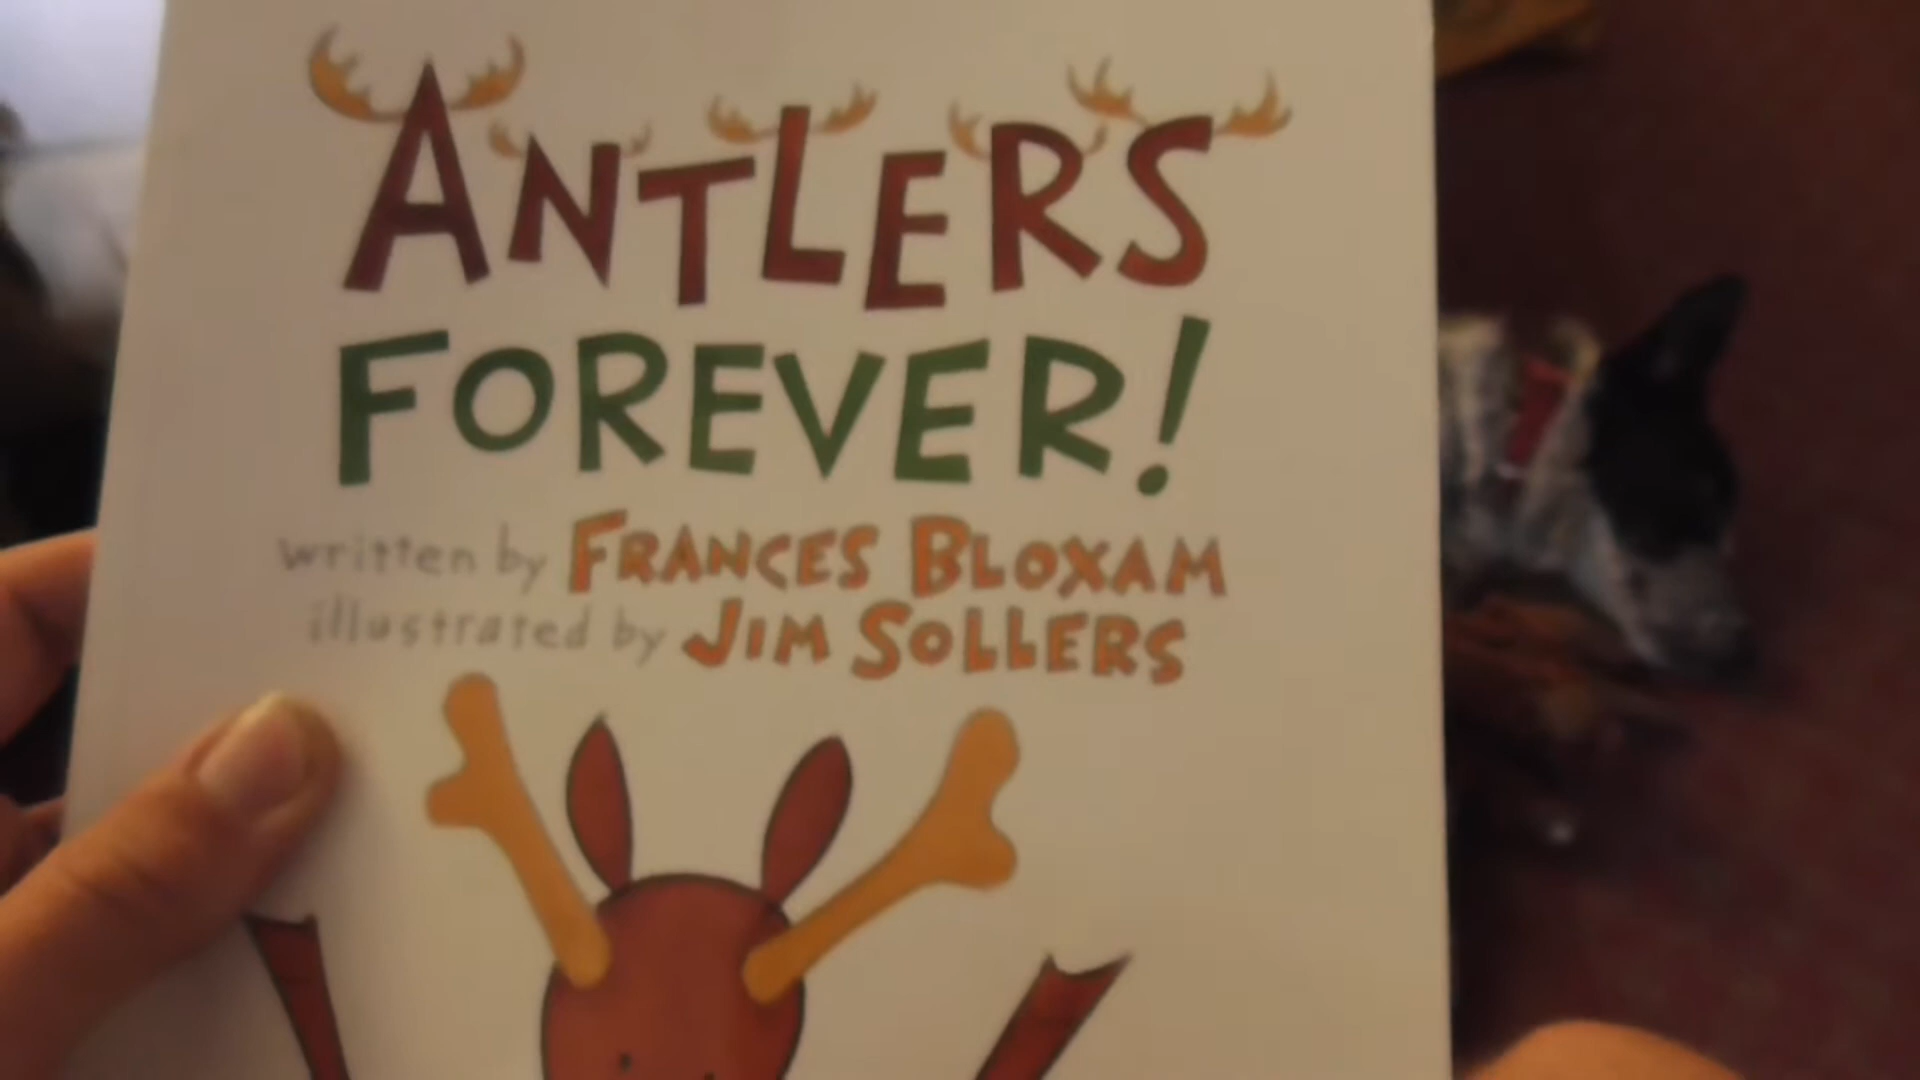 ANTLERS
FOREVER!
written by FRANCES BLOXAM
illustrated by JIM SOLLERS